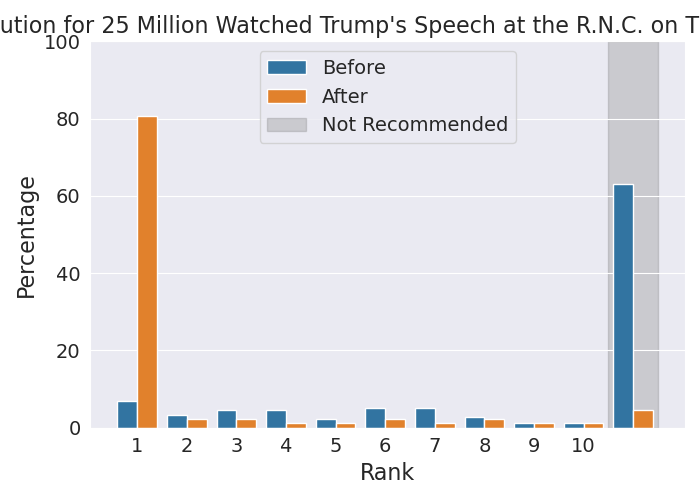 ution for 25 Million Watched Trump's Speech at the R.N.C. on T
100
80
60
40
20
0
Percentage
Before
After
Not Recommended
1 2 3 4 5 6 7 8 9 10
Rank